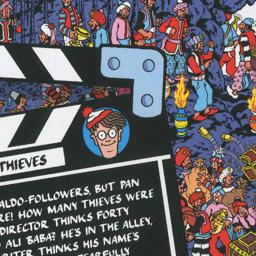 THIEVES
ALDO-FOLLOWERS, BUT PAN
RE! HOW MANY THIEVES WERE
DIRECTOR THINKS FORTY
ALI BABA? HE'S IN THE ALLEY,
THINKS HIS NAME'S